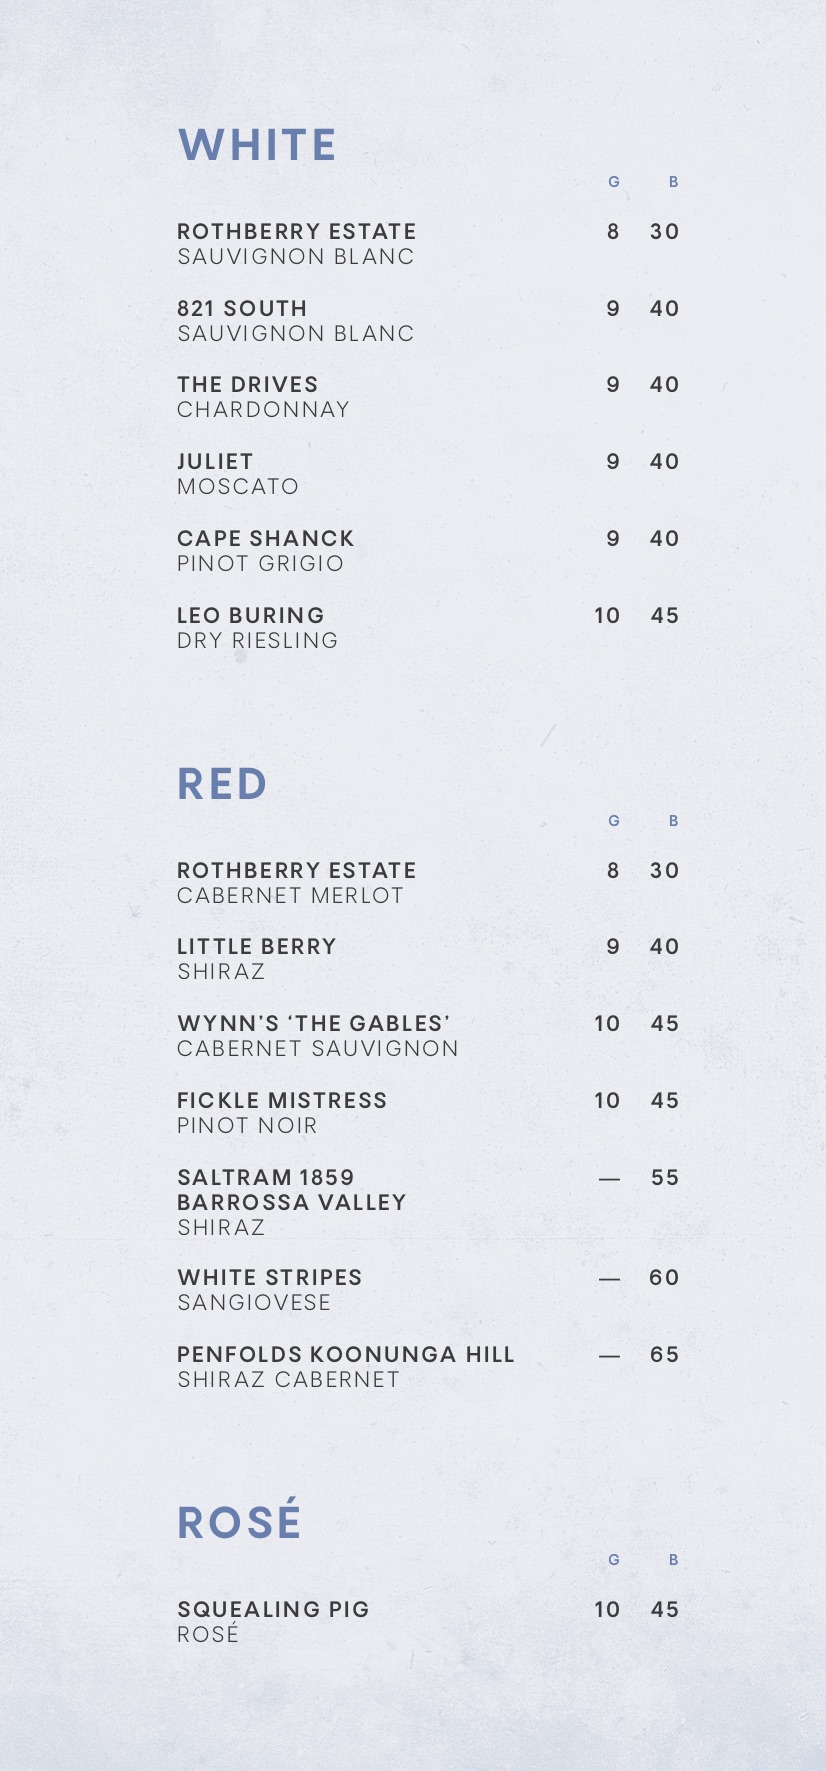 WHITE
G B
ROTHBERRY ESTATE 8 30
SAUVIGNON BLANC
821 SOUTH 9 40
SAUVIGNON BLANC
THE DRIVES 9 40
CHARDONNAY
JULIET 9 40
MOSCATO
CAPE SHANCK 9 40
PINOT GRIGIO
LEO BURING 10 45
DRY RIESLING
RED
G B
ROTHBERRY ESTATE 8 30
CABERNET MERLOT
LITTLE BERRY 9 40
SHIRAZ
WYNN’S ‘THE GABLES’ 10 45
CABERNET SAUVIGNON
FICKLE MISTRESS 10 45
PINOT NOIR
SALTRAM 1859 — 55
BARROSSA VALLEY
SHIRAZ
WHITE STRIPES — 60
SANGIOVESE
PENFOLDS KOONUNGA HILL — 65
SHIRAZ CABERNET
ROSÉ
G B
SQUEALING PIG 10 45
ROSÉ